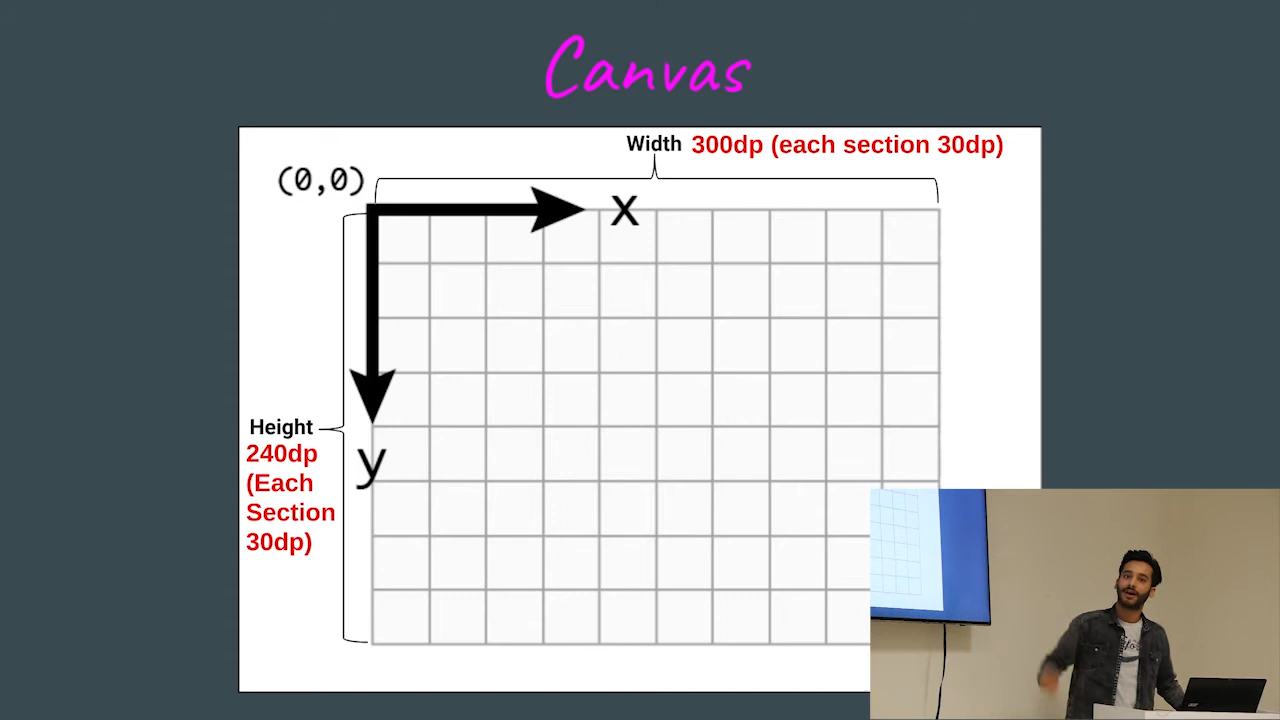 Canvas
Width 300dp (each section 30dp)
(0,0)
x
Height
240dp
(Each
Section
30dp)
y